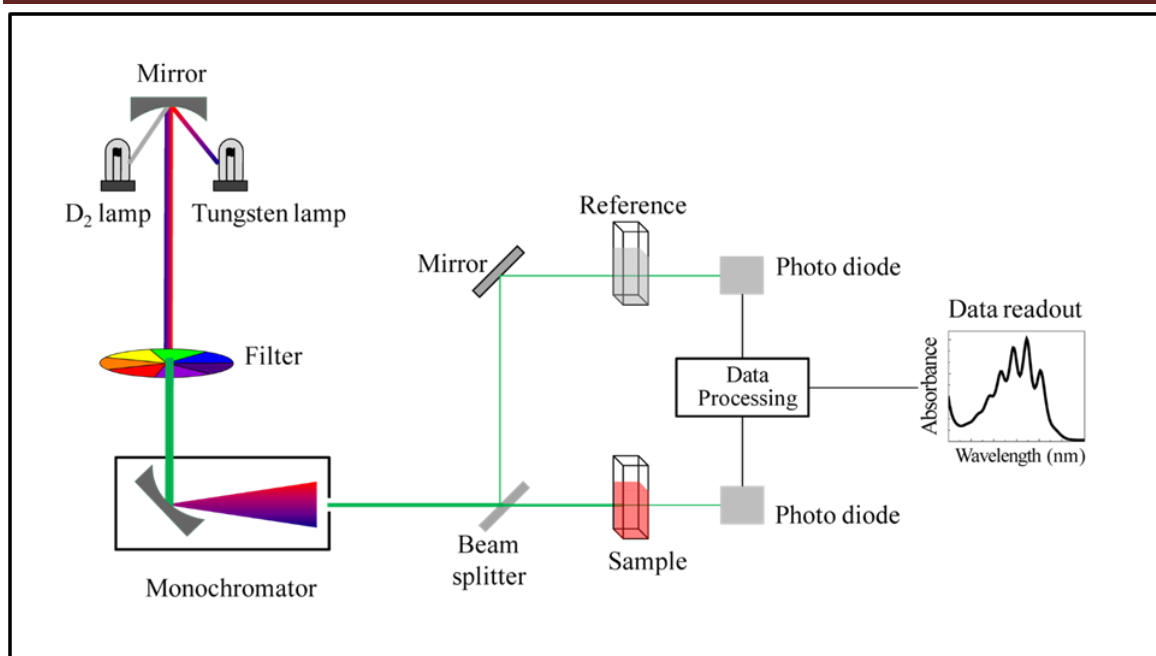 Mirror
D₂ lamp
Tungsten lamp
Filter
Monochromator
Mirror
Beam
splitter
Reference
Sample
Photo diode
Photo diode
Data
Processing
Data readout
Absorbance
Wavelength (nm)